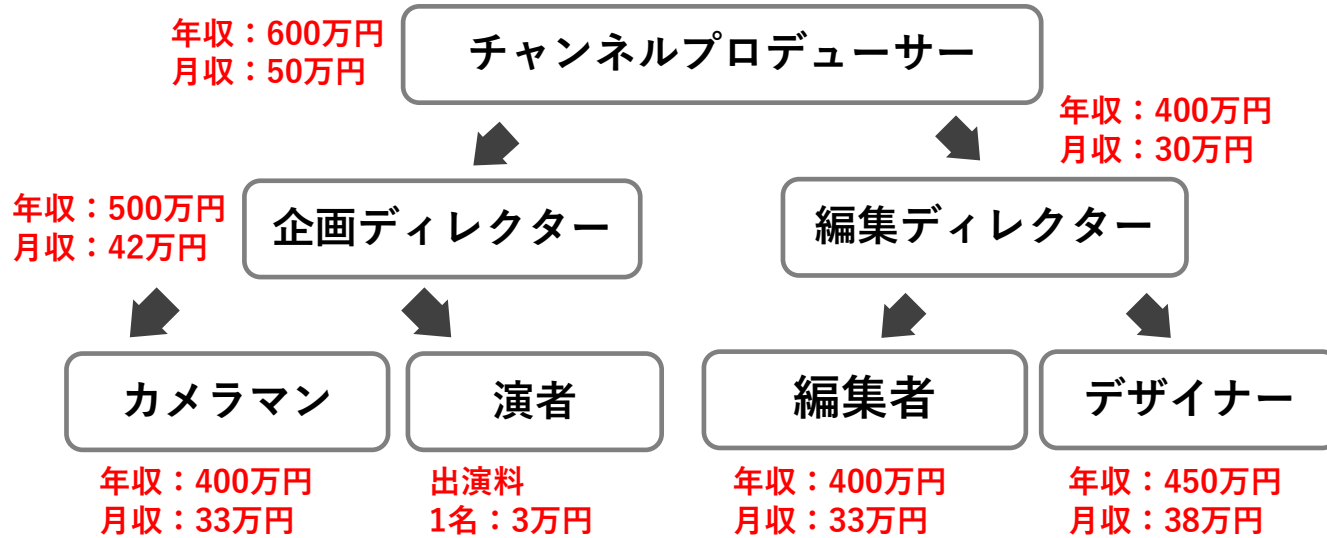 年収：600万円
月収：50万円
チャンネルプロデューサー
年収：400万円
月収：30万円
年収：500万円
月収：42万円
企画ディレクター
編集ディレクター
カメラマン
演者
編集者
デザイナー
年収：400万円
月収：33万円
出演料
1名：3万円
年収：400万円
月収：33万円
年収：450万円
月収：38万円